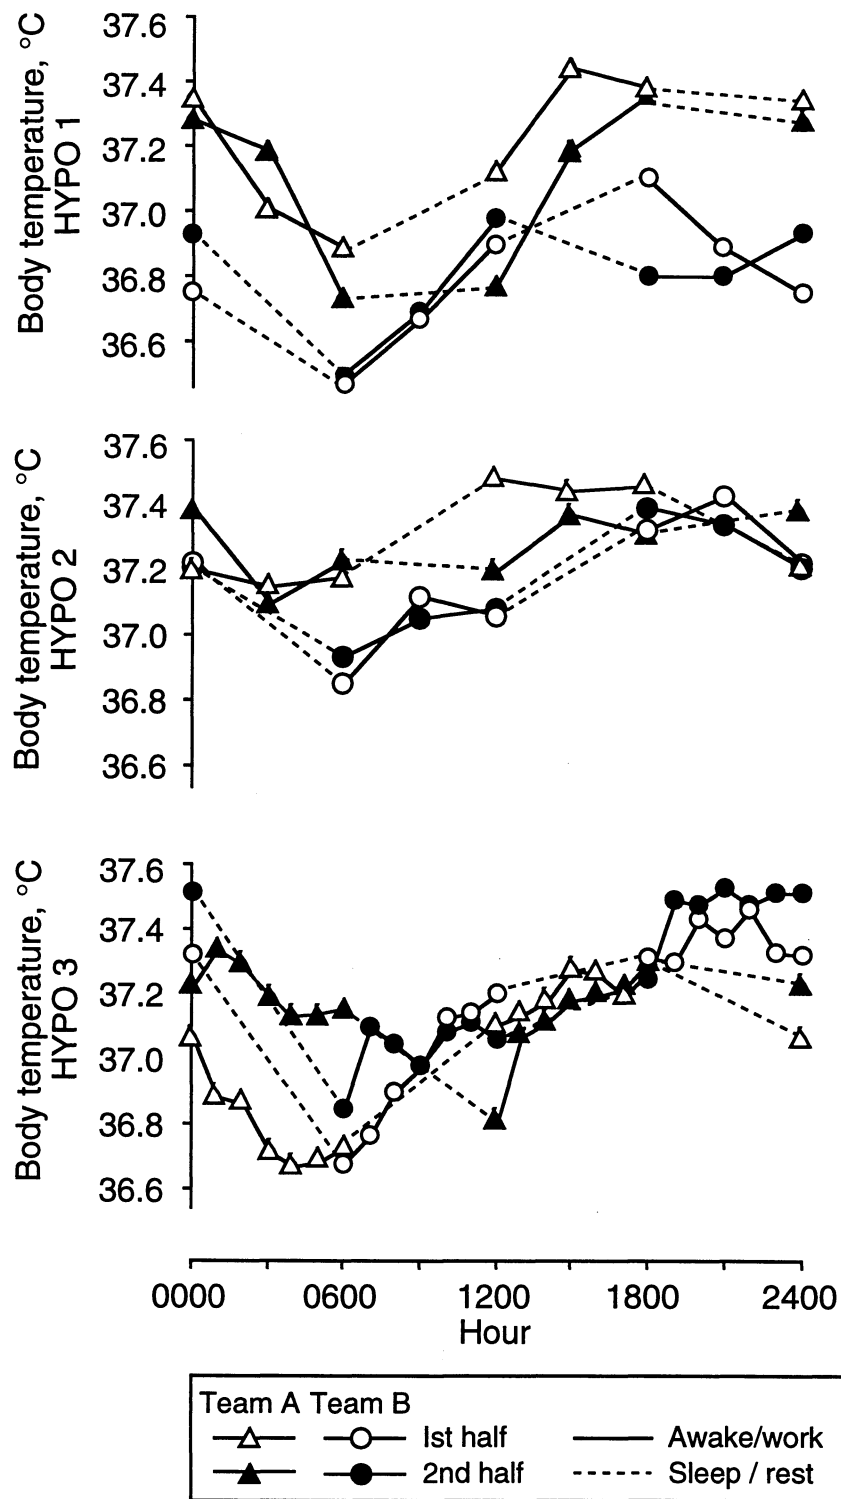 Body temperature, °C
HYPO 1
37.6
37.4
37.2
37.0
36.8
36.6
Body temperature, °C
HYPO 2
37.6
37.4
37.2
37.0
36.8
36.6
Body temperature, °C
HYPO 3
37.6
37.4
37.2
37.0
36.8
36.6
0000 0600 1200 1800 2400
Hour
Team A Team B
Ist half Awake/work
2nd half Sleep / rest